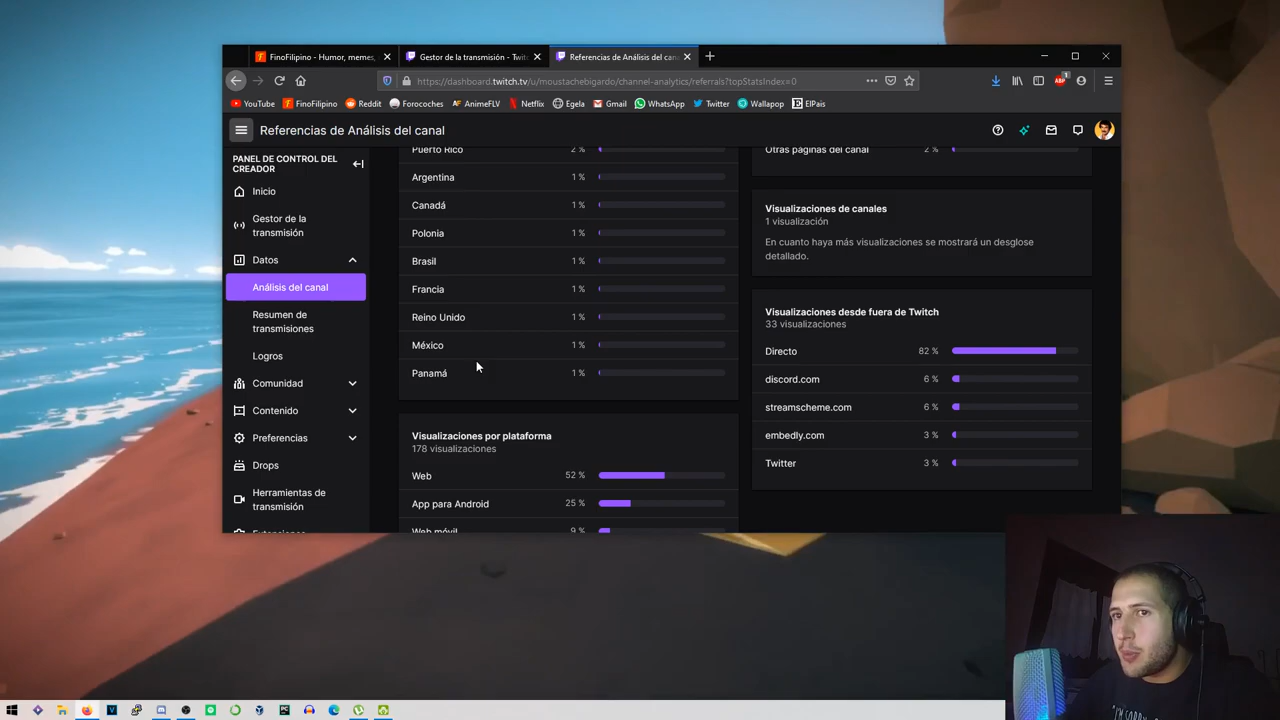 FinoFilipino - Humor, memes,
Gestor de la transmisión - Twitc
Referencias de Análisis del cana
https://dashboard.twitch.tv/u/moustachebigardo/channel-analytics/referrals?topStatsIndex=0
YouTube
FinoFilipino
Reddit
Forocoches
AnimeFLV
Netflix
Egela
Gmail
WhatsApp
Twitter
Wallapop
ElPais
Referencias de Análisis del canal
PANEL DE CONTROL DEL
CREADOR
Inicio
Gestor de la
transmisión
Datos
Análisis del canal
Resumen de
transmisiones
Logros
Comunidad
Contenido
Preferencias
Drops
Herramientas de
transmisión
Puerto Rico 2 %
Argentina 1 %
Canadá 1 %
Polonia 1 %
Brasil 1 %
Francia 1 %
Reino Unido 1 %
México 1 %
Panamá 1 %
Visualizaciones por plataforma
178 visualizaciones
Web 52 %
App para Android 25 %
Web móvil 9 %
Otras páginas del canal 2 %
Visualizaciones de canales
1 visualización
En cuanto haya más visualizaciones se mostrará un desglose
detallado.
Visualizaciones desde fuera de Twitch
33 visualizaciones
Directo 82 %
discord.com 6 %
streamscheme.com 6 %
embedly.com 3 %
Twitter 3 %